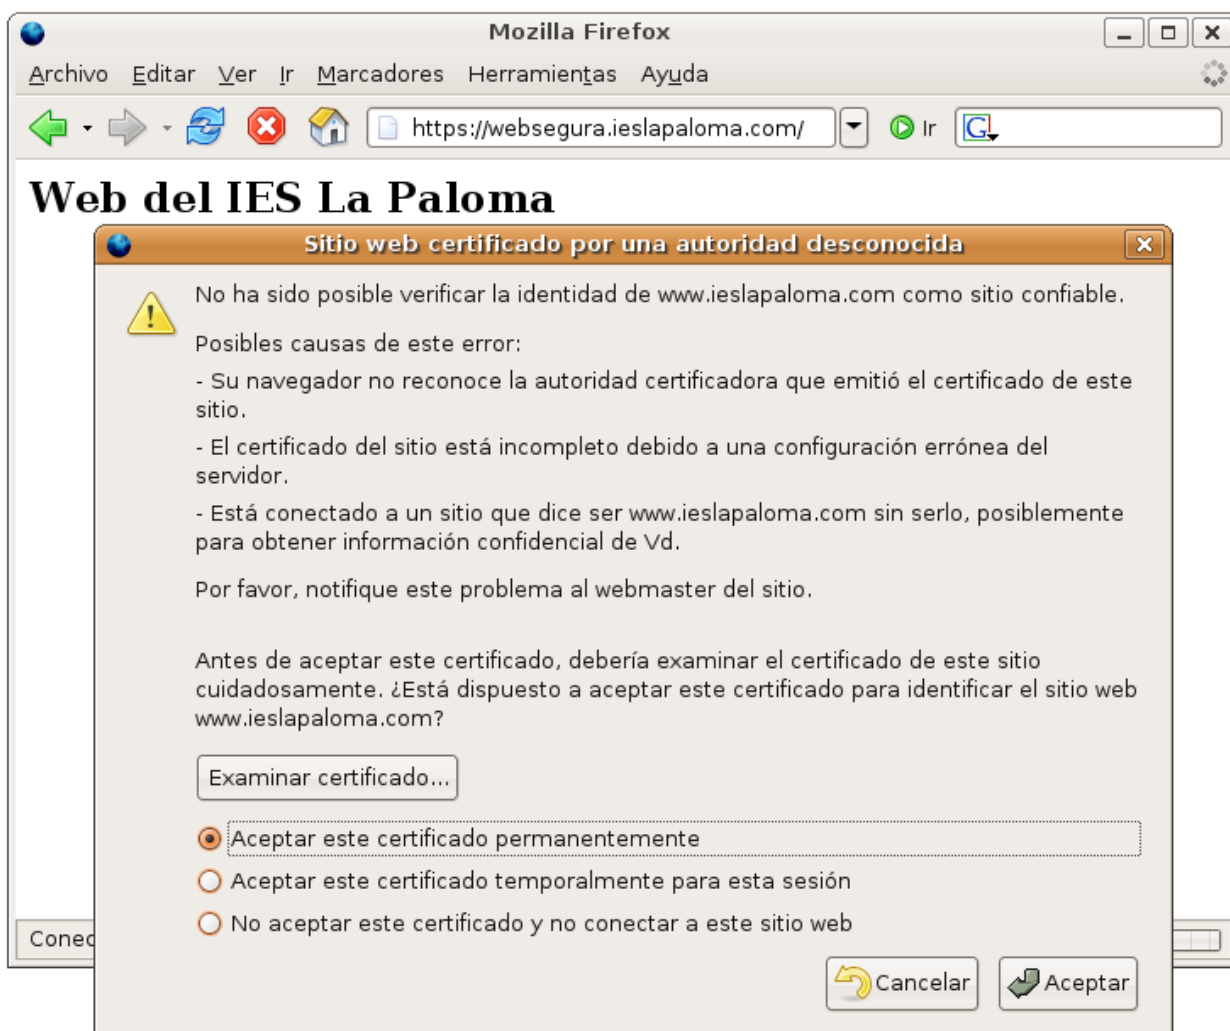 Mozilla Firefox
Archivo Editar Ver Ir Marcadores Herramientas Ayuda
https://websegura.ieslapaloma.com/ Ir G
Web del IES La Paloma
Sitio web certificado por una autoridad desconocida
No ha sido posible verificar la identidad de www.ieslapaloma.com como sitio confiable.
Posibles causas de este error:
- Su navegador no reconoce la autoridad certificadora que emitió el certificado de este
sitio.
- El certificado del sitio está incompleto debido a una configuración errónea del
servidor.
- Está conectado a un sitio que dice ser www.ieslapaloma.com sin serlo, posiblemente
para obtener información confidencial de Vd.
Por favor, notifique este problema al webmaster del sitio.
Antes de aceptar este certificado, debería examinar el certificado de este sitio
cuidadosamente. ¿Está dispuesto a aceptar este certificado para identificar el sitio web
www.ieslapaloma.com?
Examinar certificado...
Aceptar este certificado permanentemente
Aceptar este certificado temporalmente para esta sesión
No aceptar este certificado y no conectar a este sitio web
Conec
Cancelar Aceptar